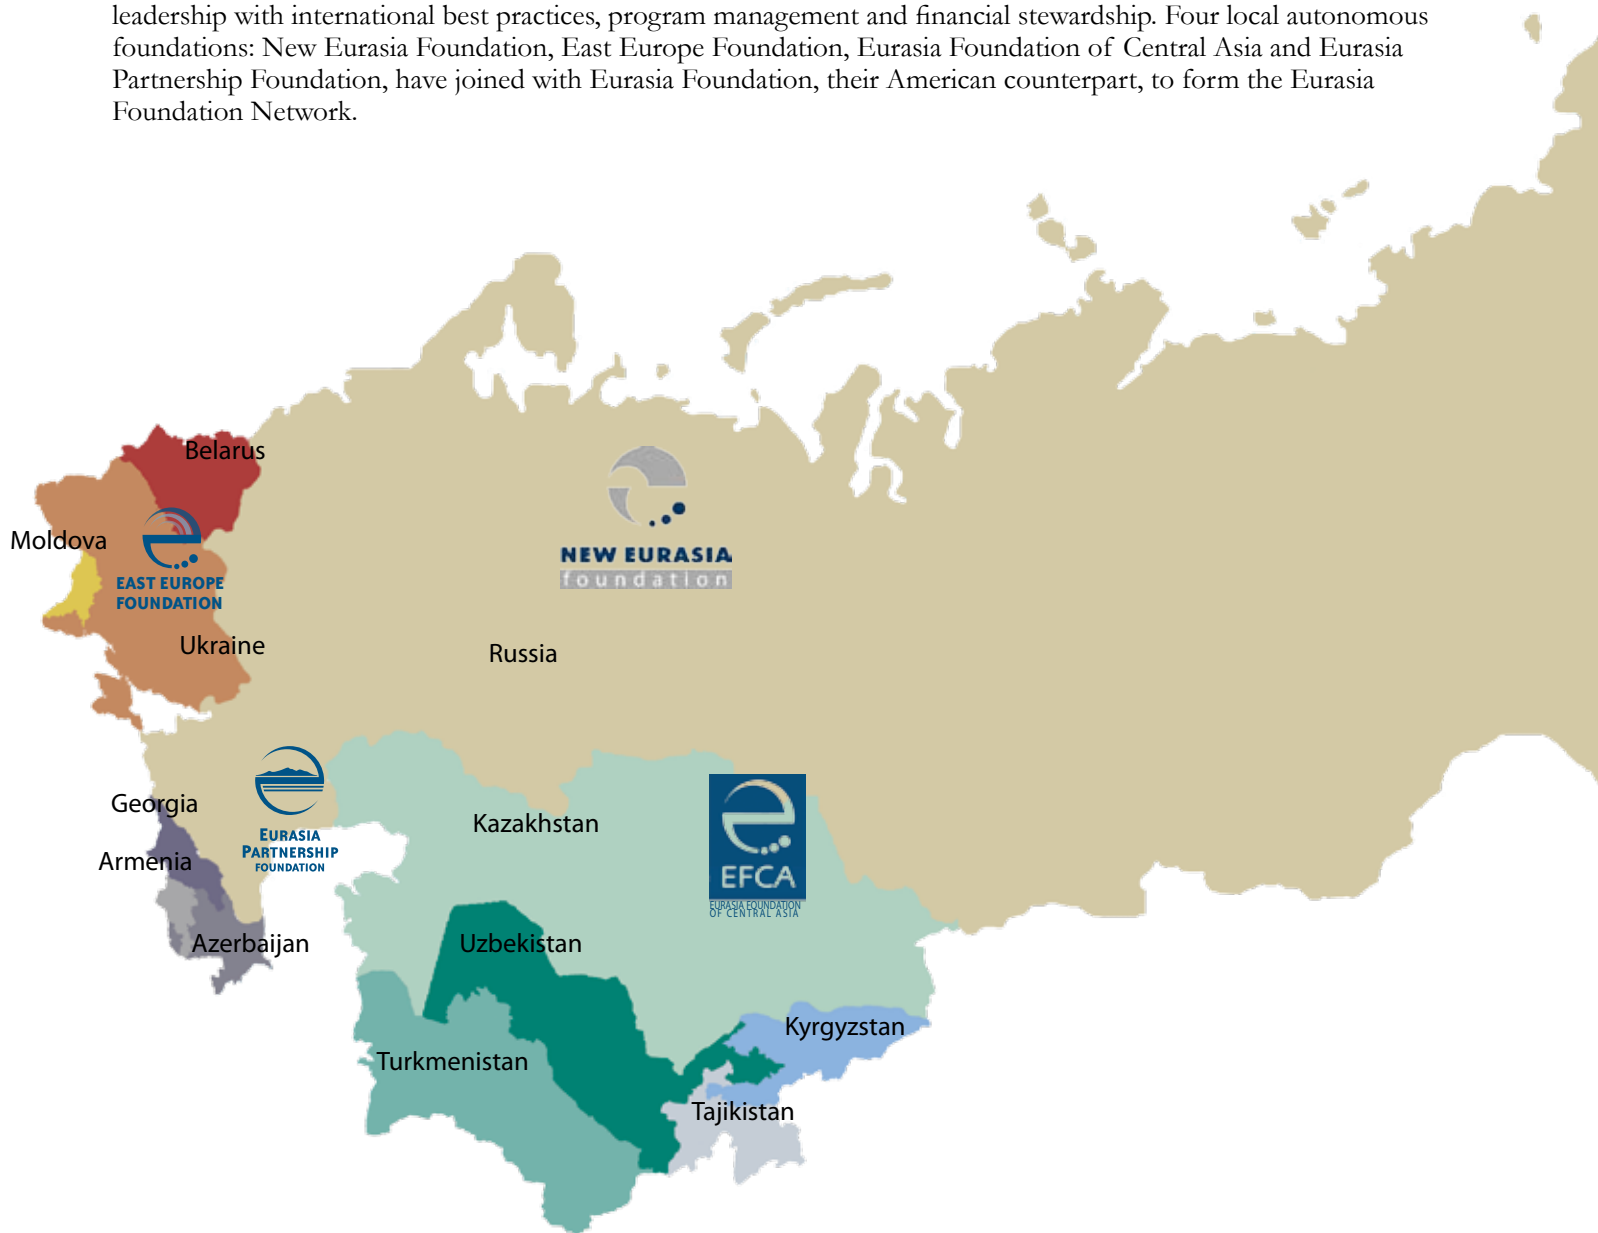 leadership with international best practices, program management and financial stewardship. Four local autonomous
foundations: New Eurasia Foundation, East Europe Foundation, Eurasia Foundation of Central Asia and Eurasia
Partnership Foundation, have joined with Eurasia Foundation, their American counterpart, to form the Eurasia
Foundation Network.
Belarus
Moldova
EAST EUROPE
FOUNDATION
NEW EURASIA
foundation
Ukraine
Russia
Georgia
Armenia
EURASIA
PARTNERSHIP
FOUNDATION
Kazakhstan
EFCA
EURASIA FOUNDATION
OF CENTRAL ASIA
Azerbaijan
Uzbekistan
Kyrgyzstan
Turkmenistan
Tajikistan